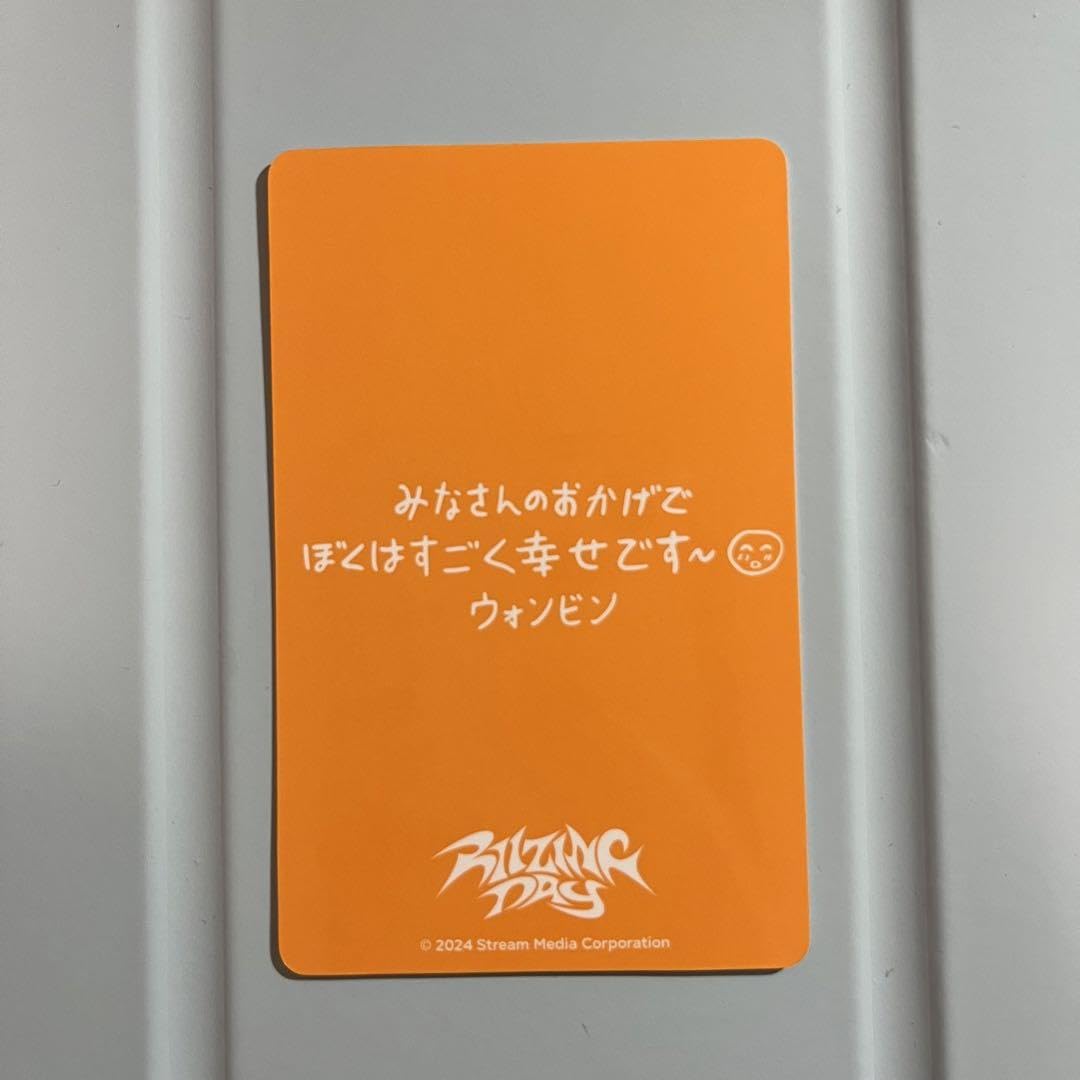 みなさんのおかげで
ぼくはすごく幸せです~
ウォンビン
RIIZING
DAY
© 2024 Stream Media Corporation